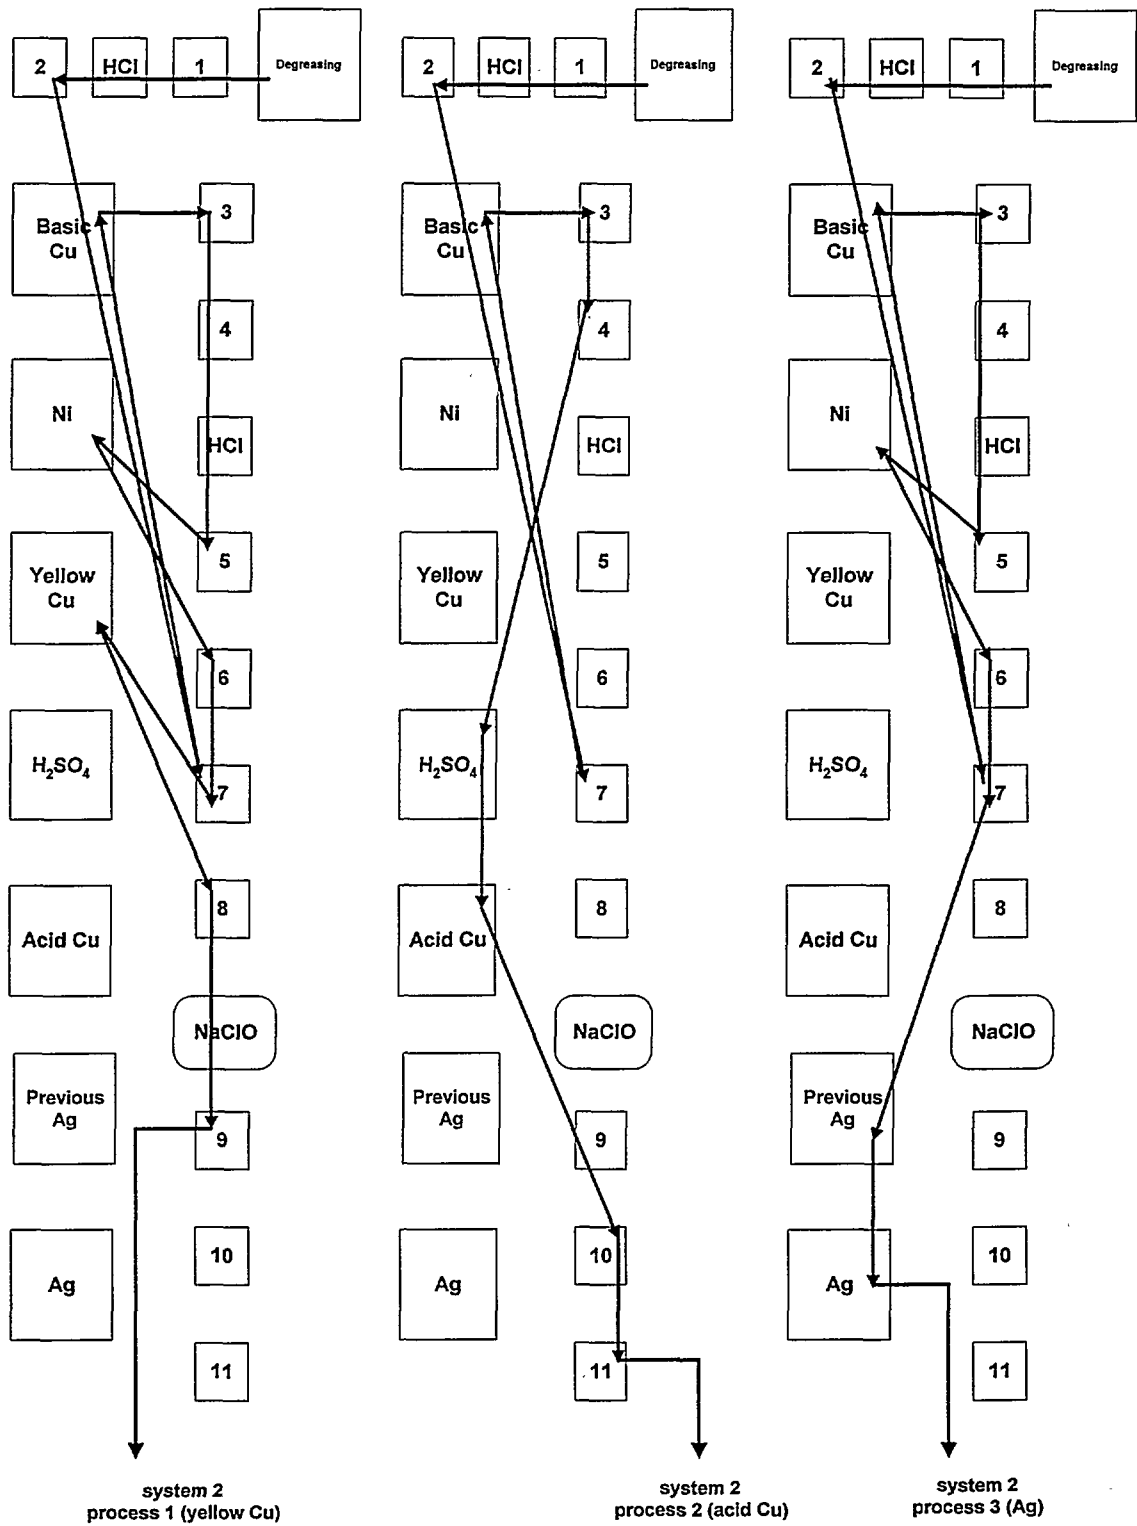 2
HCl
1
Degreasing
Basic
Cu
3
4
Ni
HCl
5
Yellow
Cu
6
H₂SO₄
7
8
Acid Cu
NaClO
Previous
Ag
9
10
Ag
11
system 2
process 1 (yellow Cu)
2
HCl
1
Degreasing
Basic
Cu
3
4
Ni
HCl
5
Yellow
Cu
6
H₂SO₄
7
8
Acid Cu
NaClO
Previous
Ag
9
10
Ag
11
system 2
process 2 (acid Cu)
2
HCl
1
Degreasing
Basic
Cu
3
4
Ni
HCl
5
Yellow
Cu
6
H₂SO₄
7
8
Acid Cu
NaClO
Previous
Ag
9
10
Ag
11
system 2
process 3 (Ag)